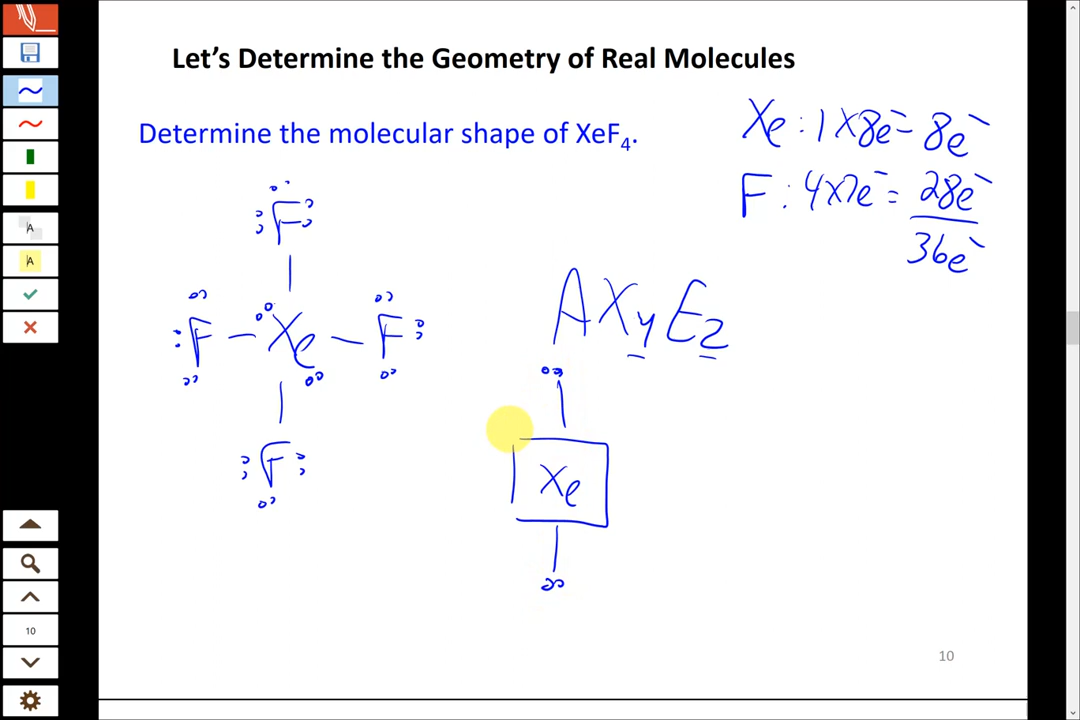 Let's Determine the Geometry of Real Molecules
Determine the molecular shape of XeF4.
Xe : 1 x 8e⁻ = 8e⁻
F : 4 x 7e⁻ = 28e⁻
36e⁻
F
F - Xe - F
F
AX4E2
Xe
A
A
10
10